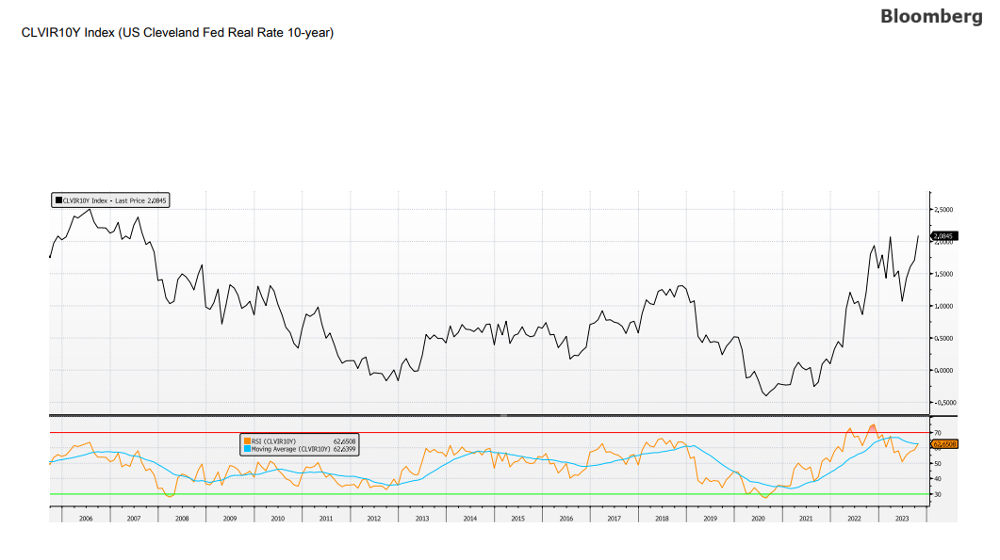 Bloomberg
CLVIR10Y Index (US Cleveland Fed Real Rate 10-year)
CLVIR10Y Index - Last Price 2.0845
2.5000
2.0845
2.0000
1.5000
1.0000
0.5000
0.0000
-0.5000
RSI (CLVIR10Y) 62.6508
Moving Average (CLVIR10Y) 62.6399
70
62.6508
50
40
30
2006 2007 2008 2009 2010 2011 2012 2013 2014 2015 2016 2017 2018 2019 2020 2021 2022 2023